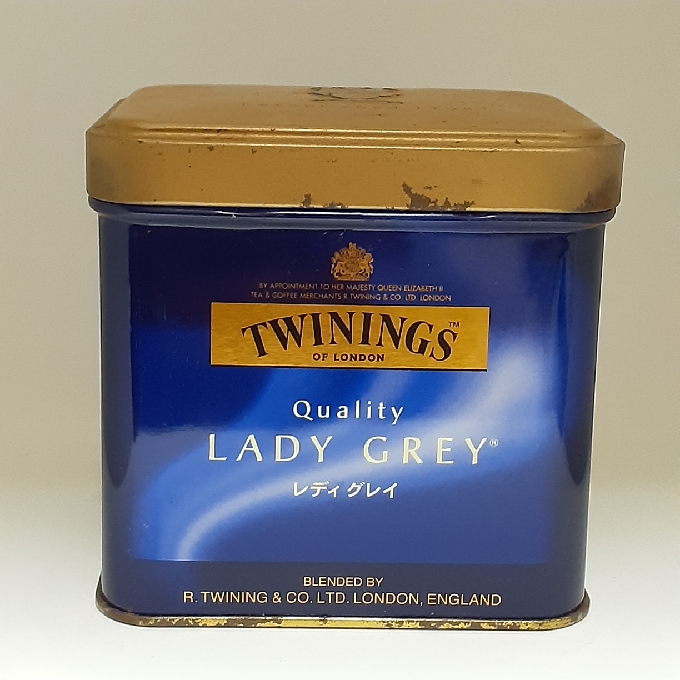 BY APPOINTMENT TO HER MAJESTY QUEEN ELIZABETH II
TEA & COFFEE MERCHANTS R. TWINING & CO. LTD. LONDON
TWININGS™
OF LONDON
Quality
LADY GREY®
レディ グレイ
BLENDED BY
R. TWINING & CO. LTD. LONDON, ENGLAND